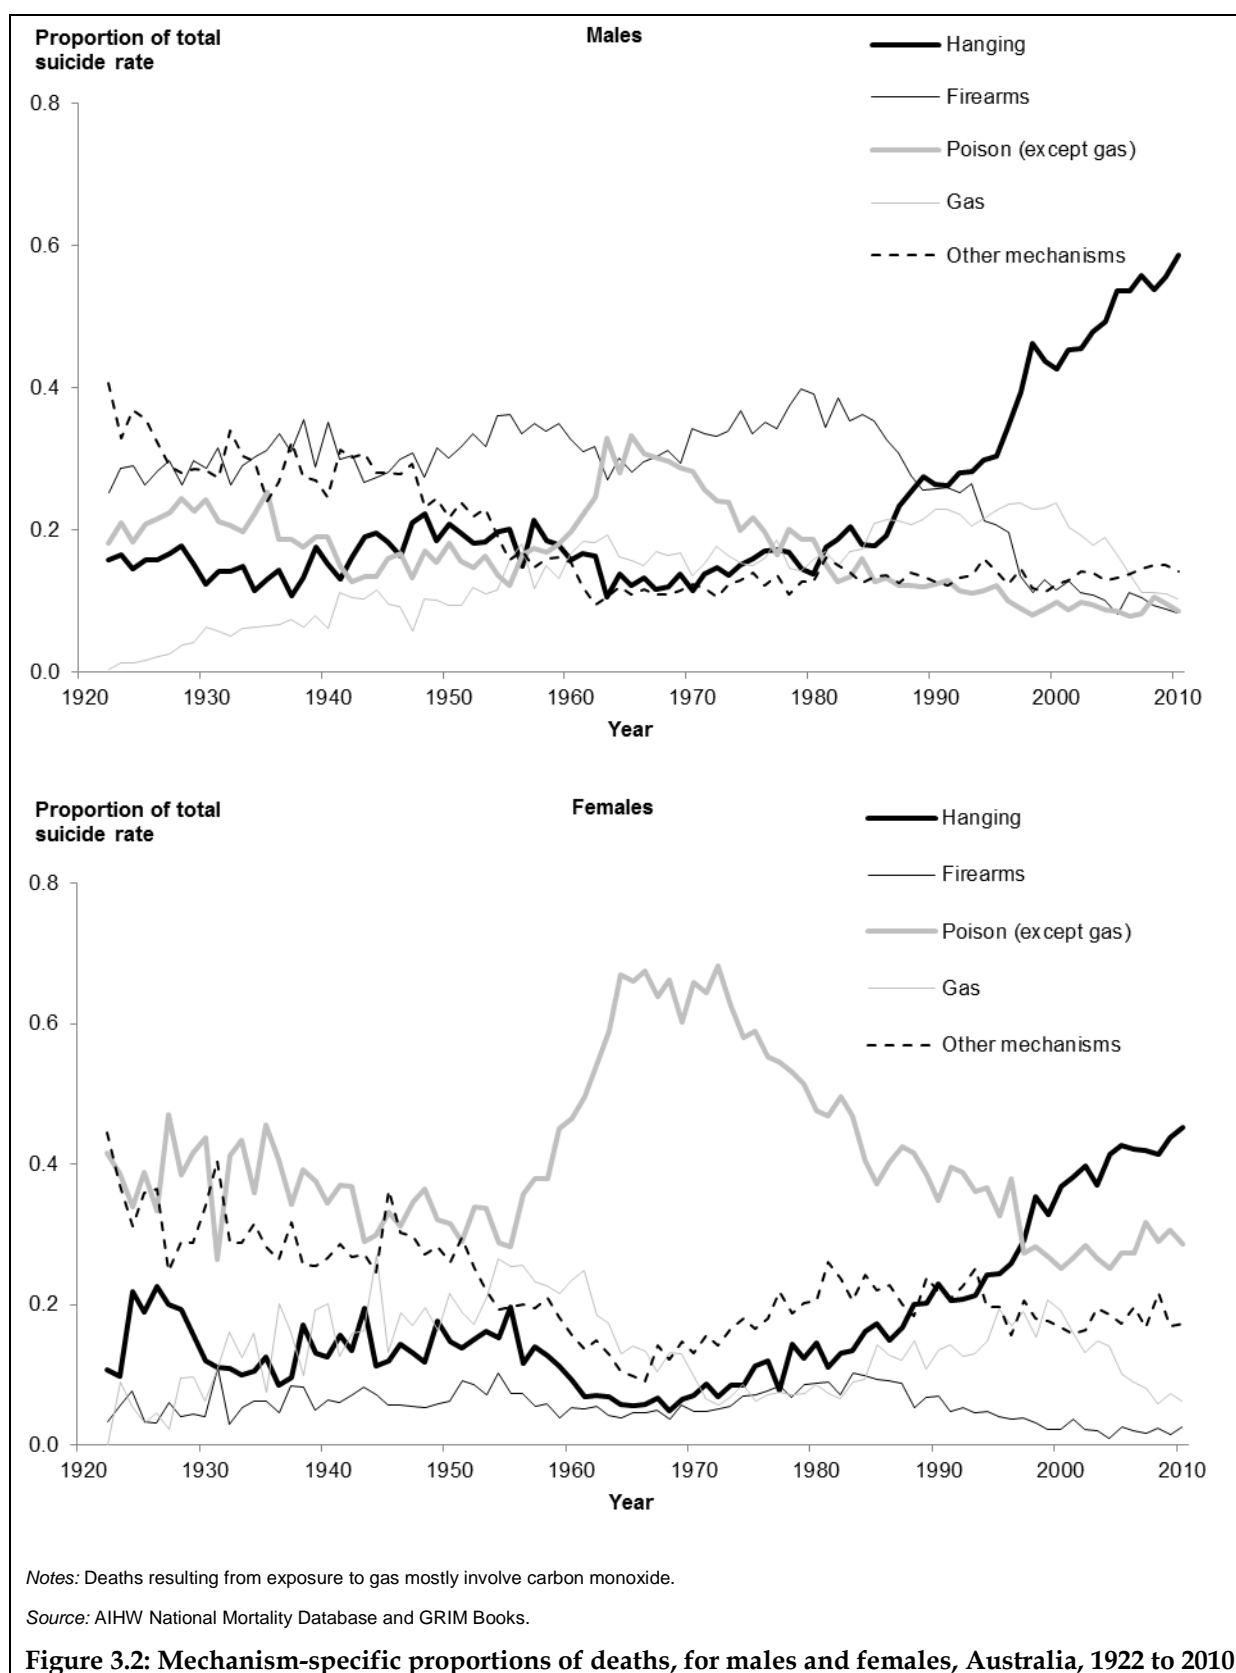 Proportion of total
suicide rate
Males
Hanging
Firearms
Poison (except gas)
Gas
Other mechanisms
0.8
0.6
0.4
0.2
0.0
1920 1930 1940 1950 1960 1970 1980 1990 2000 2010
Year
Proportion of total
suicide rate
Females
Hanging
Firearms
Poison (except gas)
Gas
Other mechanisms
0.8
0.6
0.4
0.2
0.0
1920 1930 1940 1950 1960 1970 1980 1990 2000 2010
Year
Notes: Deaths resulting from exposure to gas mostly involve carbon monoxide.
Source: AIHW National Mortality Database and GRIM Books.
Figure 3.2: Mechanism-specific proportions of deaths, for males and females, Australia, 1922 to 2010